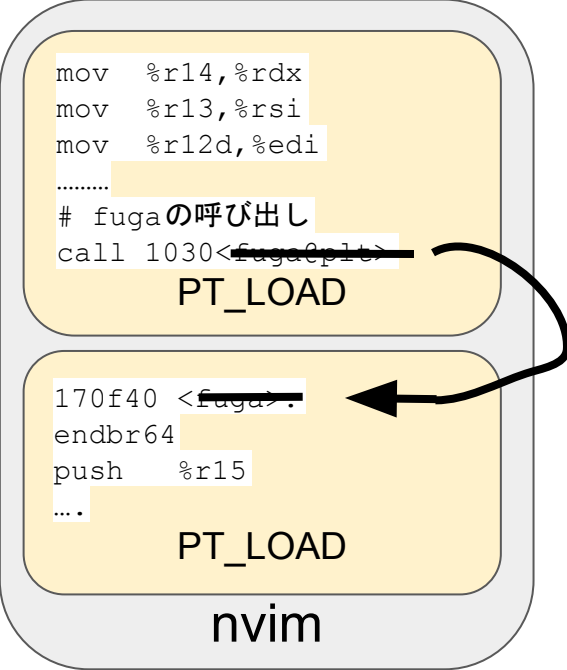 mov %r14,%rdx
mov %r13,%rsi
mov %r12d,%edi
………
# fugaの呼び出し
call 1030<fuga@plt>
PT_LOAD
170f40 <fuga>:
endbr64
push %r15
….
PT_LOAD
nvim